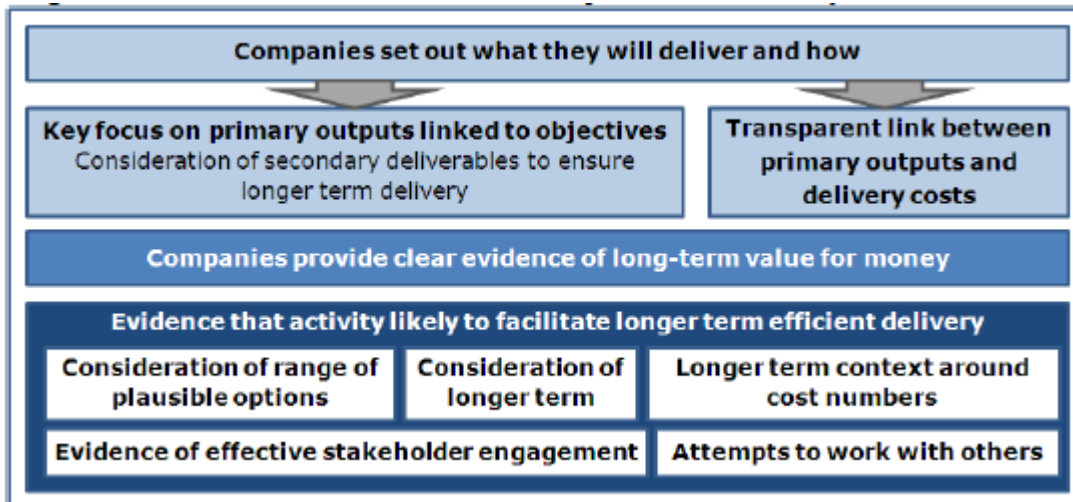 Companies set out what they will deliver and how
Key focus on primary outputs linked to objectives
Consideration of secondary deliverables to ensure
longer term delivery
Transparent link between
primary outputs and
delivery costs
Companies provide clear evidence of long-term value for money
Evidence that activity likely to facilitate longer term efficient delivery
Consideration of range of
plausible options
Consideration of
longer term
Longer term context around
cost numbers
Evidence of effective stakeholder engagement
Attempts to work with others